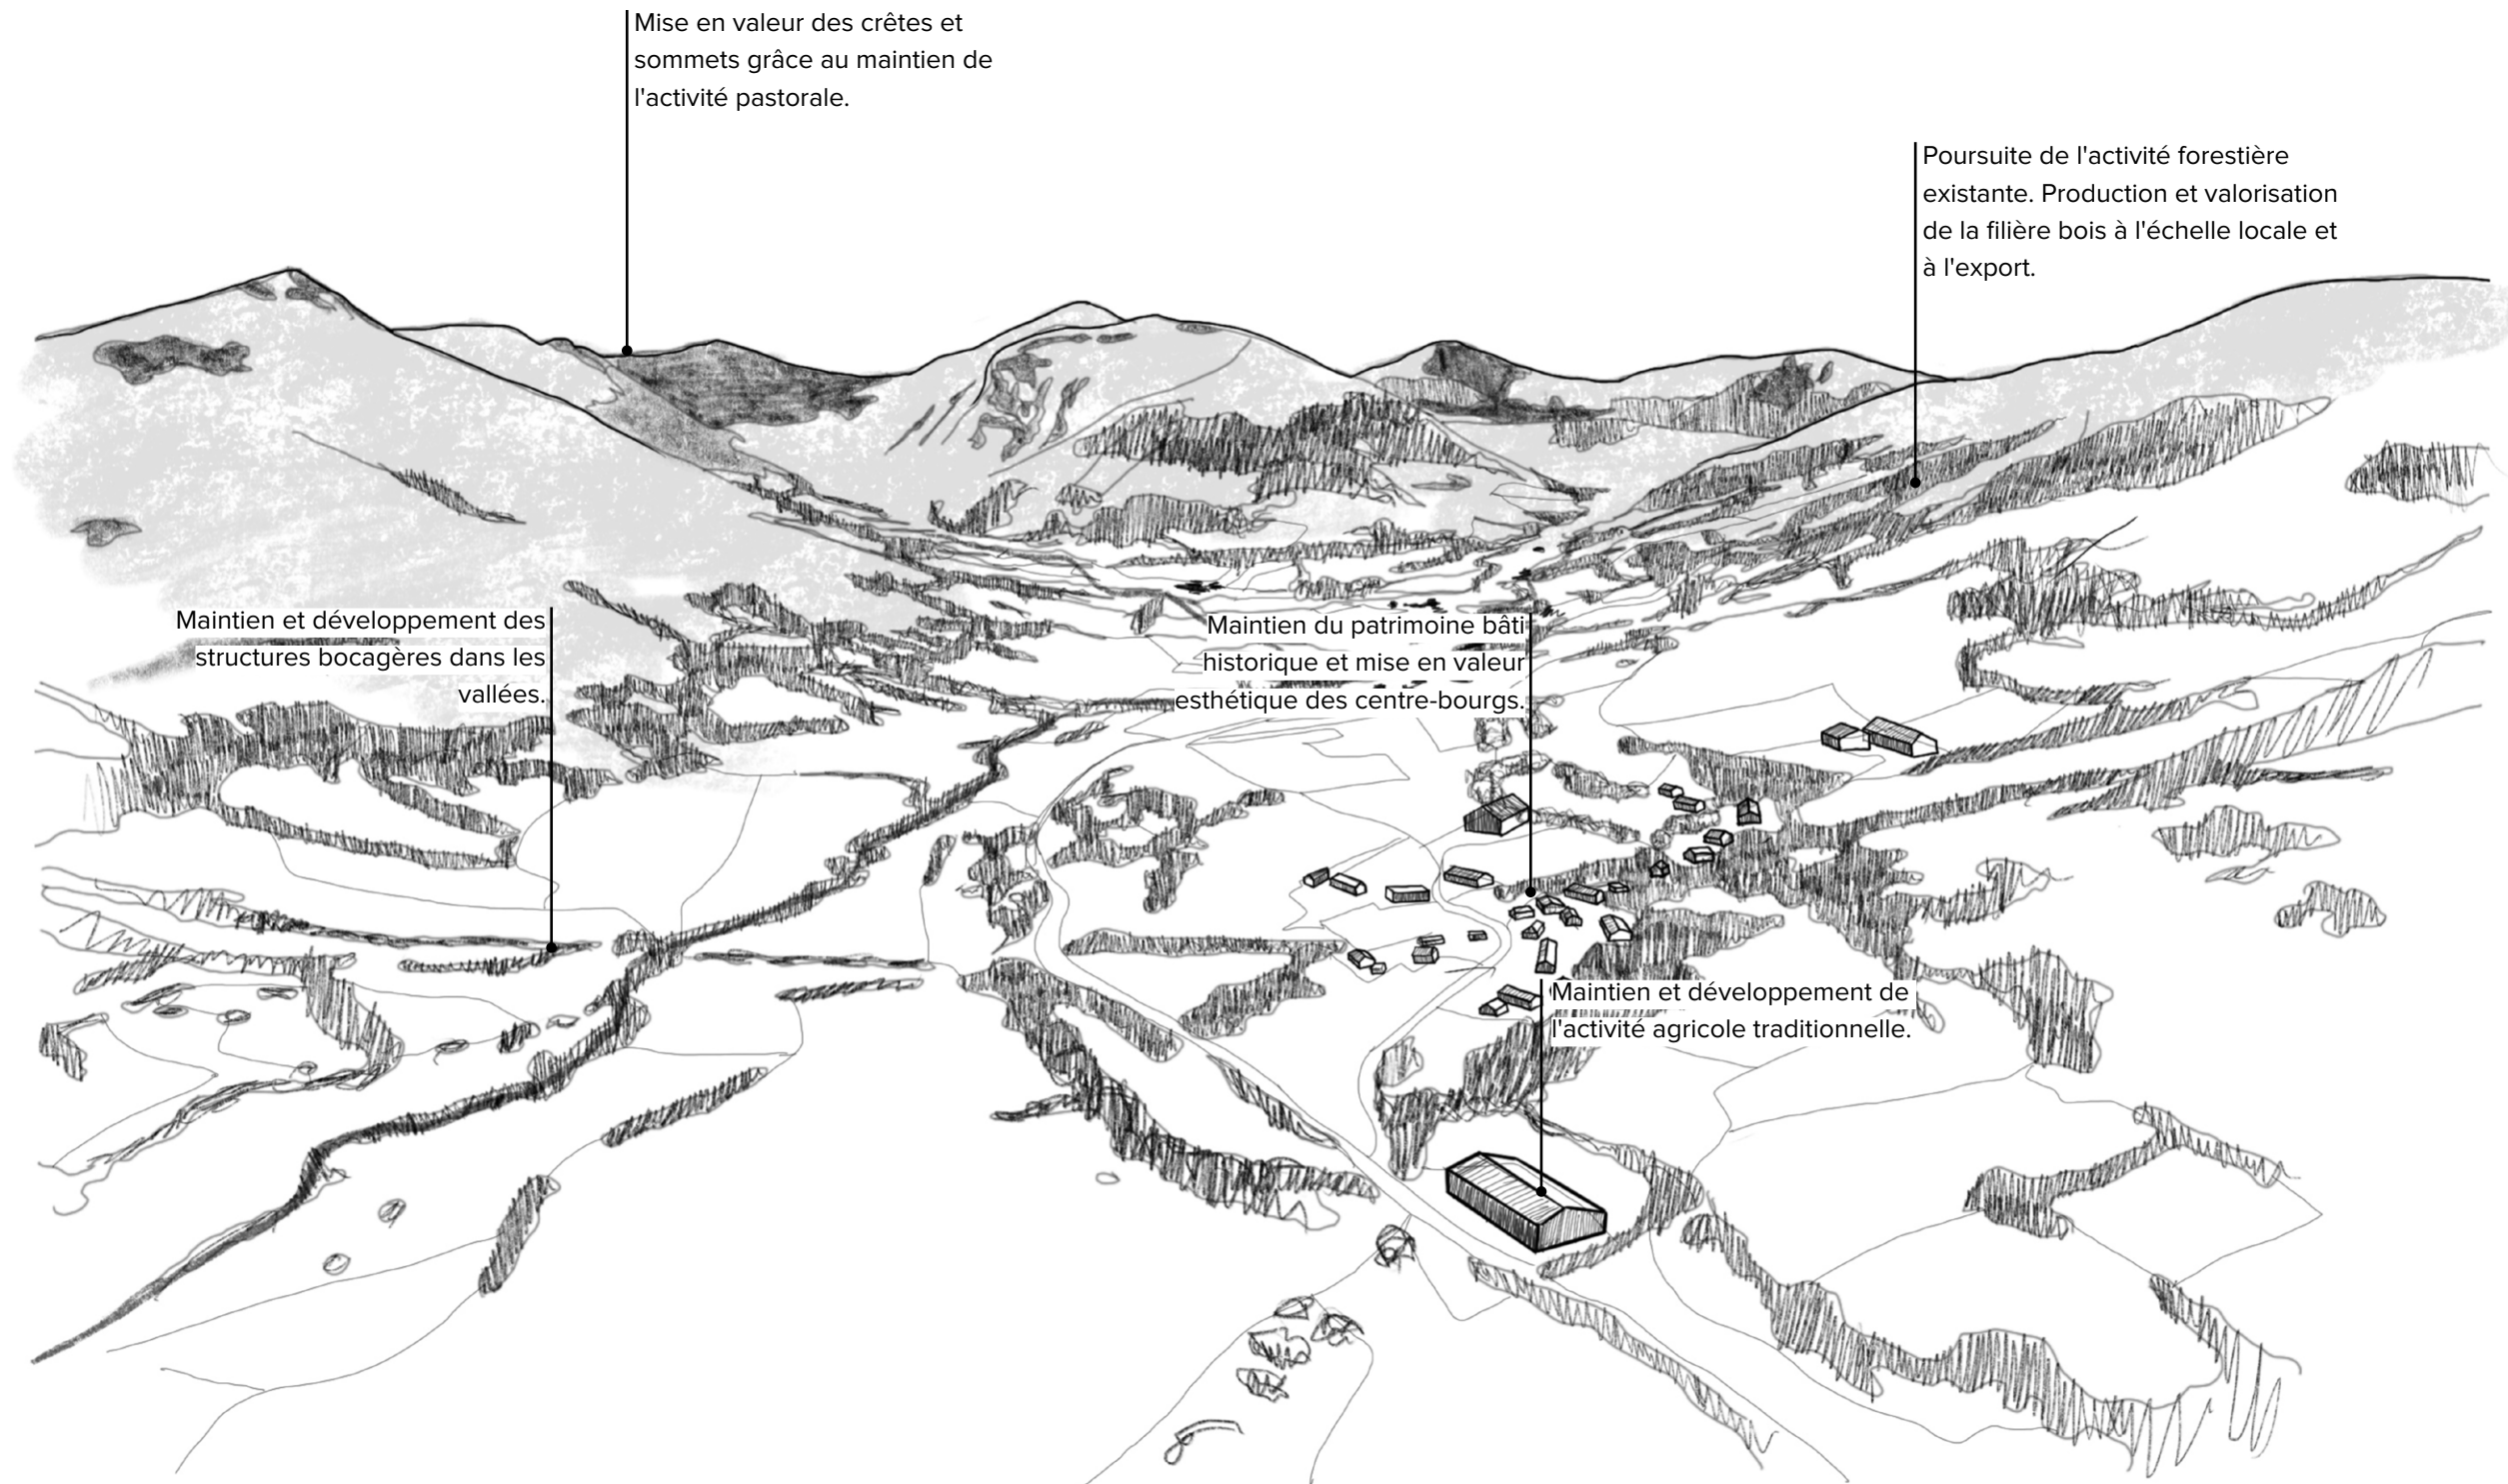 Mise en valeur des crêtes et
sommets grâce au maintien de
l'activité pastorale.
Poursuite de l'activité forestière
existante. Production et valorisation
de la filière bois à l'échelle locale et
à l'export.
Maintien et développement des
structures bocagères dans les
vallées.
Maintien du patrimoine bâti
historique et mise en valeur
esthétique des centre-bourgs.
Maintien et développement de
l'activité agricole traditionnelle.